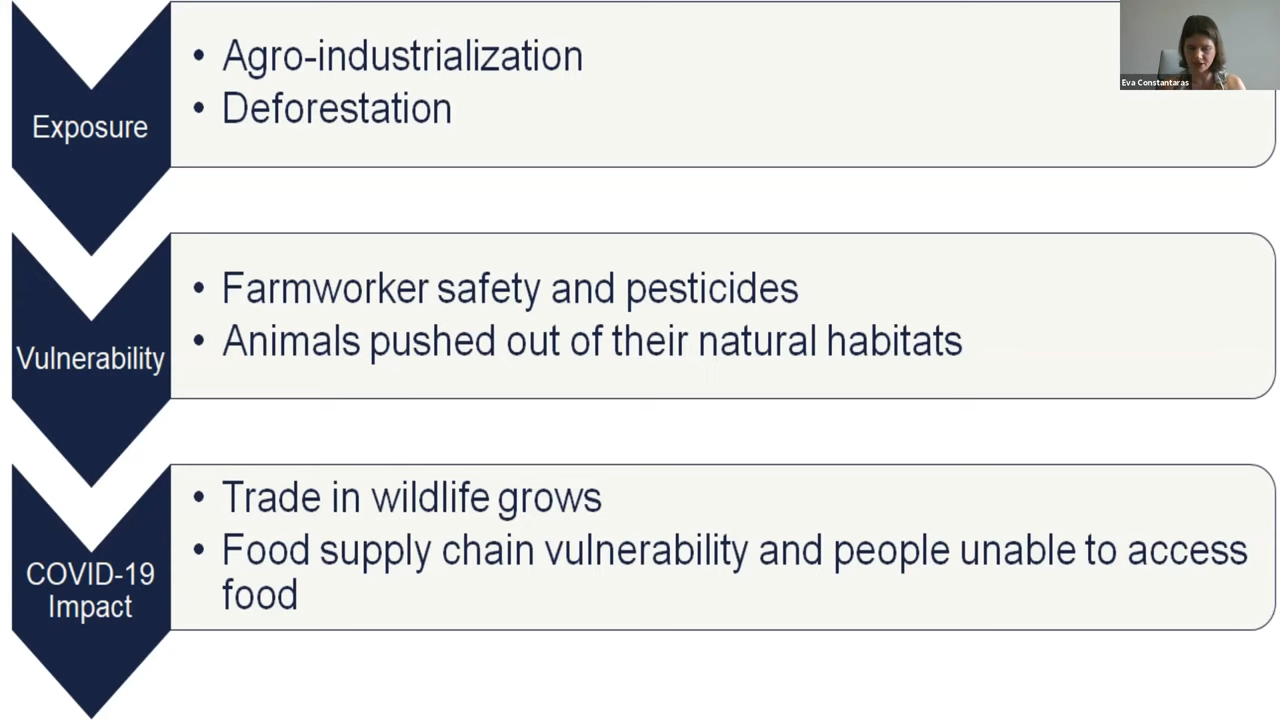 Exposure
• Agro-industrialization
• Deforestation
Eva Constantaras
Vulnerability
• Farmworker safety and pesticides
• Animals pushed out of their natural habitats
COVID-19
Impact
• Trade in wildlife grows
• Food supply chain vulnerability and people unable to access
food